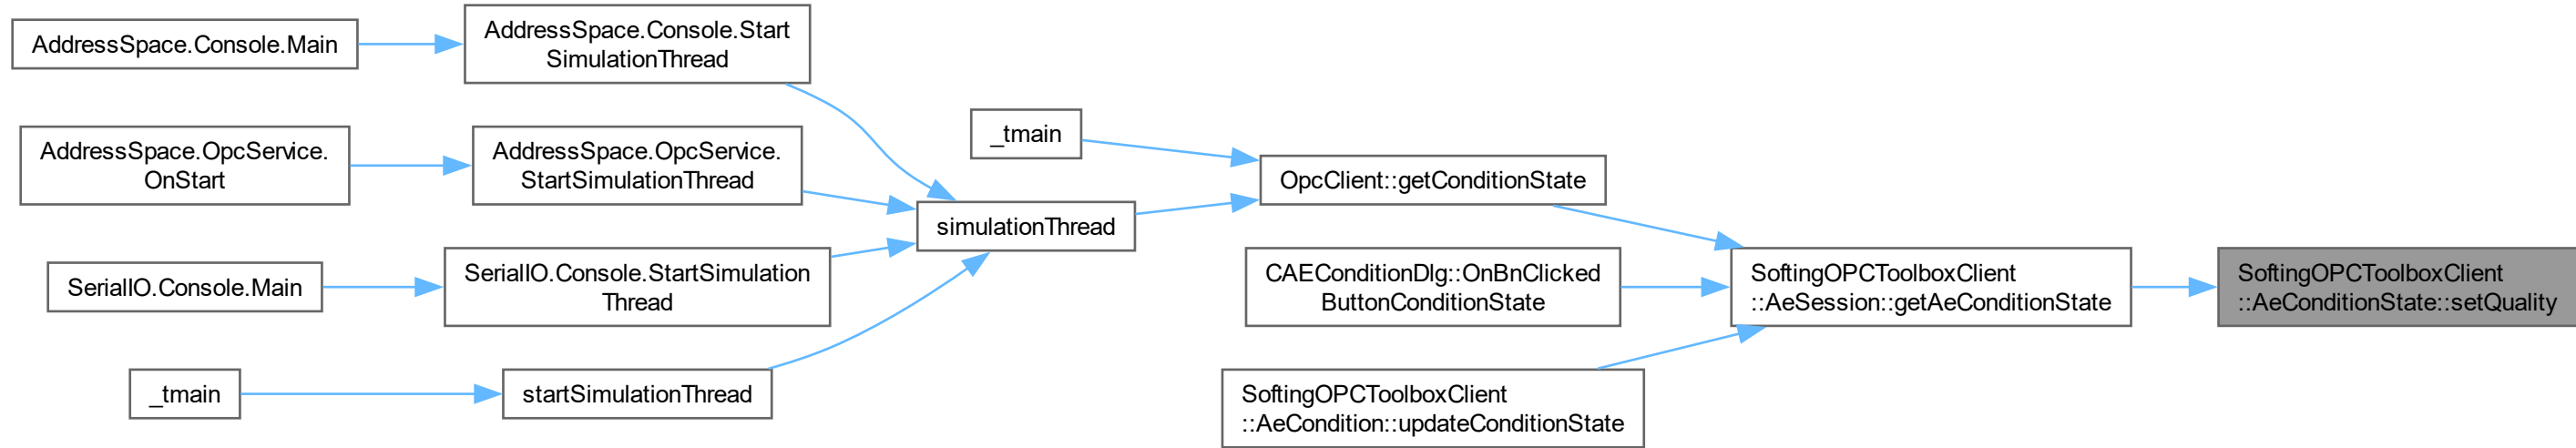 AddressSpace.Console.Main
AddressSpace.Console.Start
SimulationThread
AddressSpace.OpcService.
OnStart
AddressSpace.OpcService.
StartSimulationThread
SerialIO.Console.Main
SerialIO.Console.StartSimulation
Thread
_tmain
startSimulationThread
simulationThread
_tmain
OpcClient::getConditionState
CAEConditionDlg::OnBnClicked
ButtonConditionState
SoftingOPCToolboxClient
::AeCondition::updateConditionState
SoftingOPCToolboxClient
::AeSession::getAeConditionState
SoftingOPCToolboxClient
::AeConditionState::setQuality